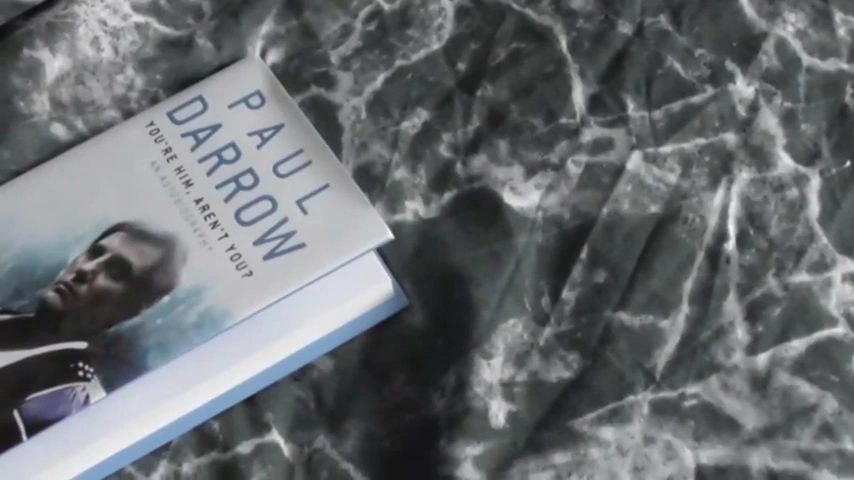 PAUL
DARROW
YOU'RE HIM, AREN'T YOU?
AN AUTOBIOGRAPHY